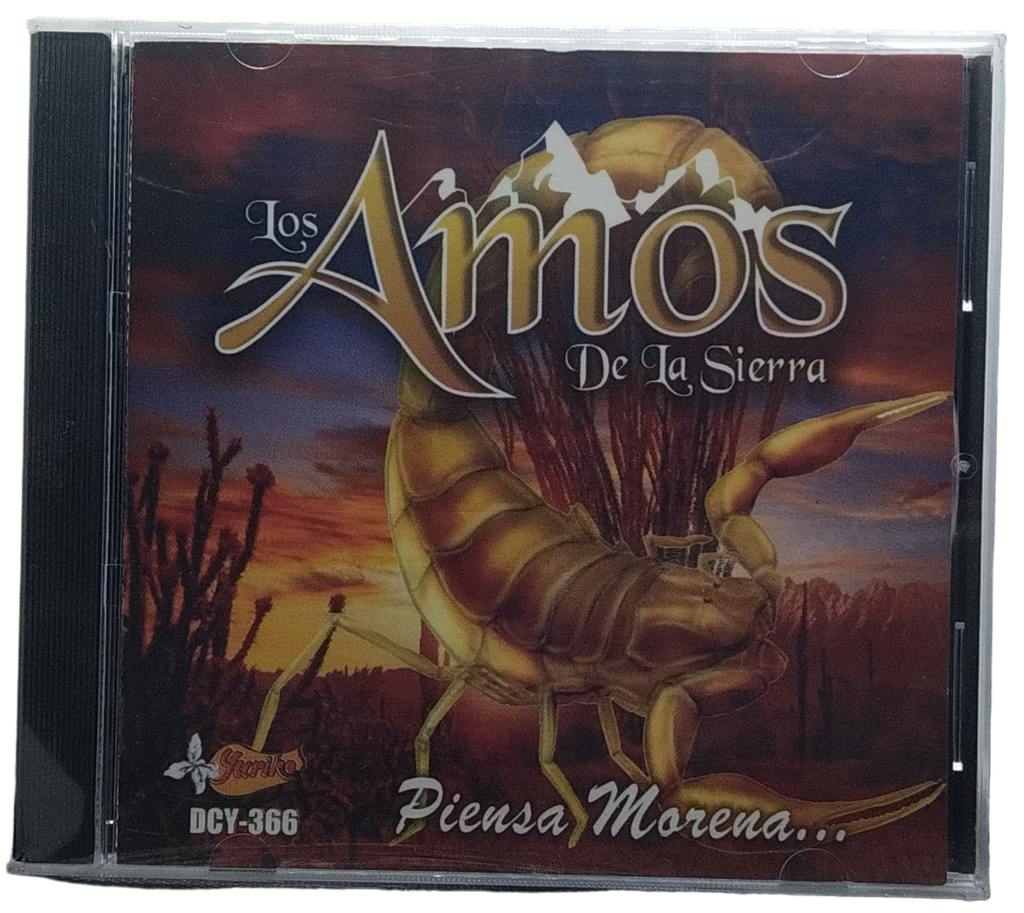 Los
Amos
De La Sierra
Yuriko
DCY-366
Piensa Morena...